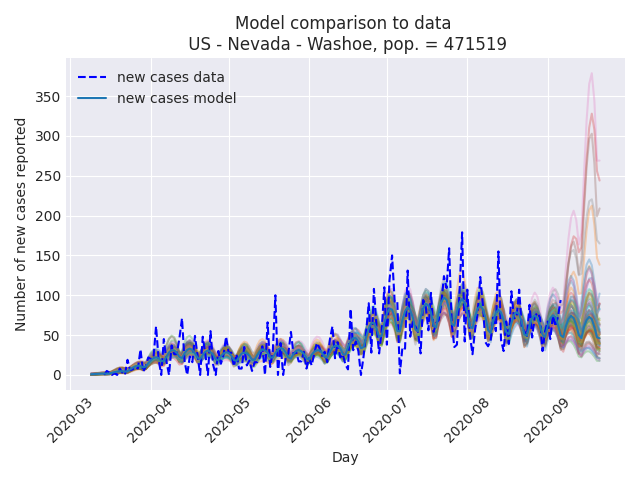 Model comparison to data
US - Nevada - Washoe, pop. = 471519
new cases data
new cases model
Number of new cases reported
350
300
250
200
150
100
50
0
2020-03
2020-04
2020-05
2020-06
2020-07
2020-08
2020-09
Day